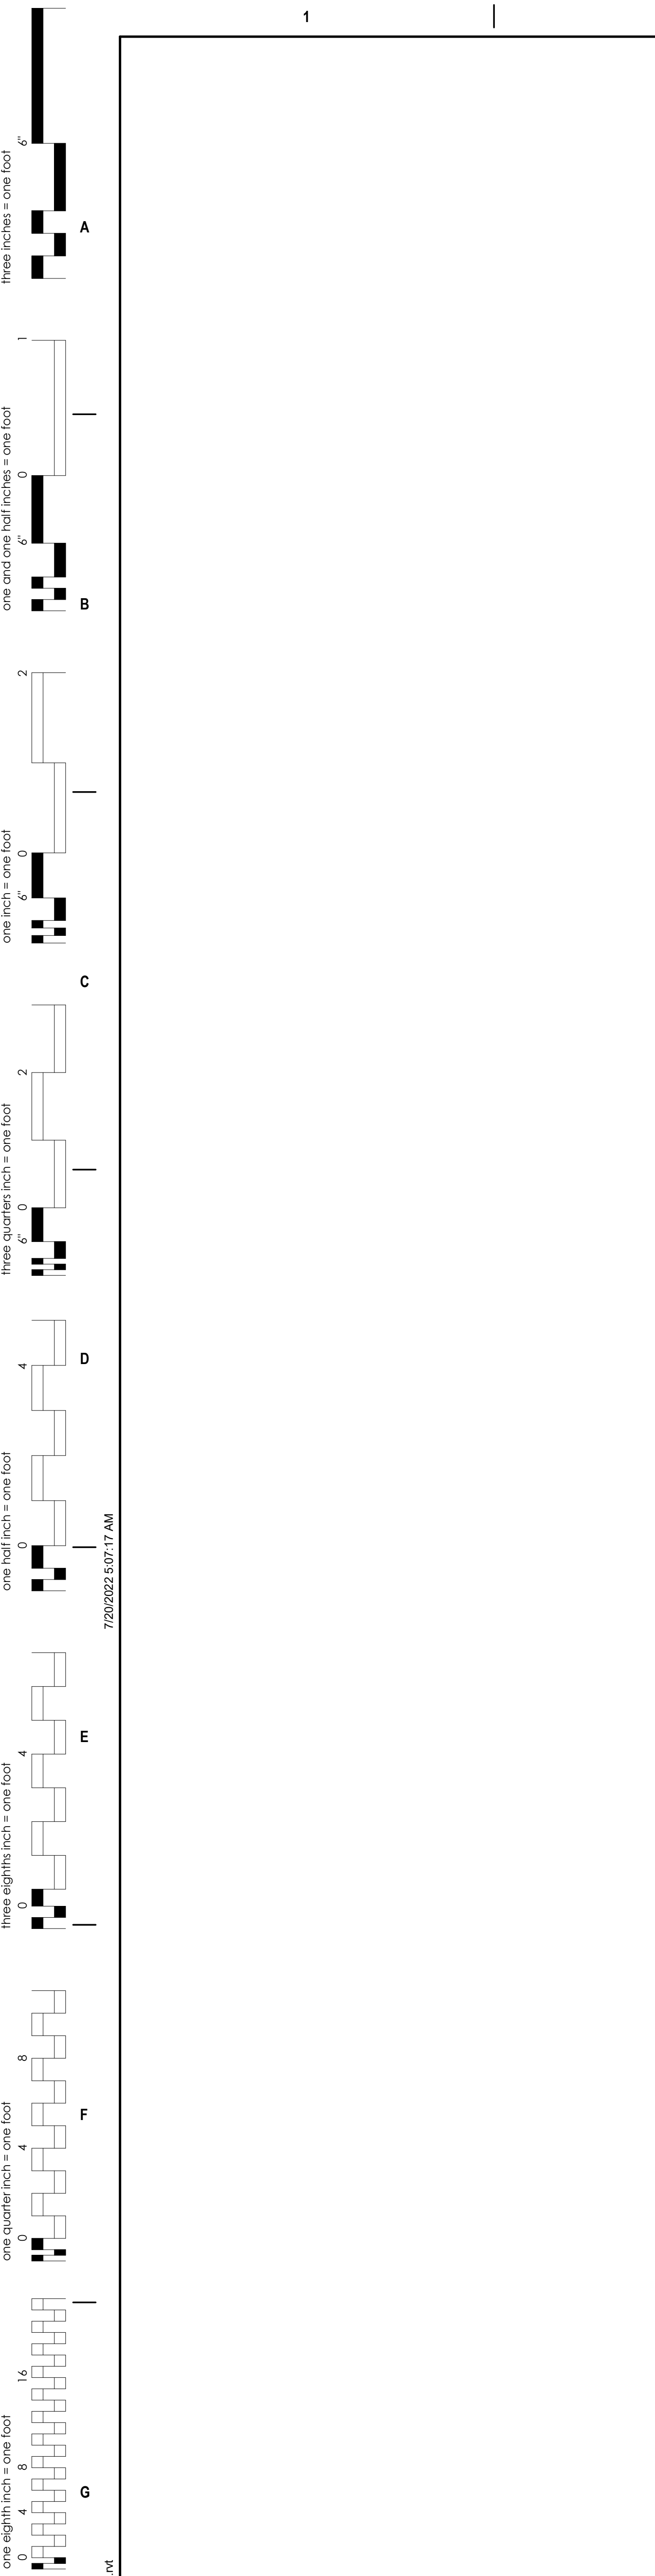 1
three inches = one foot
6"
A
one and one half inches = one foot
6"
0
1
B
one inch = one foot
6"
0
2
C
three quarters inch = one foot
6"
0
2
D
one half inch = one foot
0
4
7/20/2022 5:07:17 AM
E
three eighths inch = one foot
0
4
F
one quarter inch = one foot
0
4
8
G
one eighth inch = one foot
0
4
8
16
.rvt